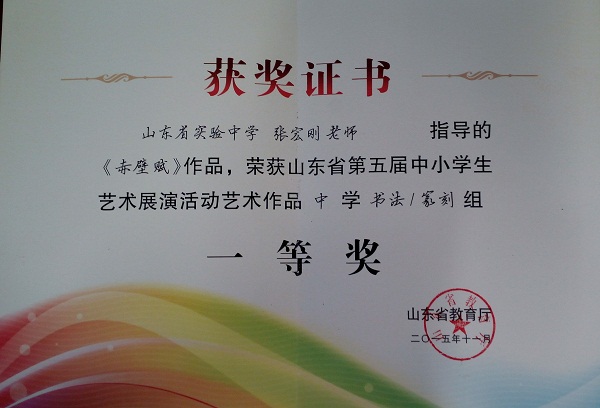 获奖证书
山东省实验中学 张宏刚老师 指导的
《赤壁赋》作品，荣获山东省第五届中小学生
艺术展演活动艺术作品 中 学 书法/篆刻 组
一等奖
山东省教育厅
二〇一五年十一月